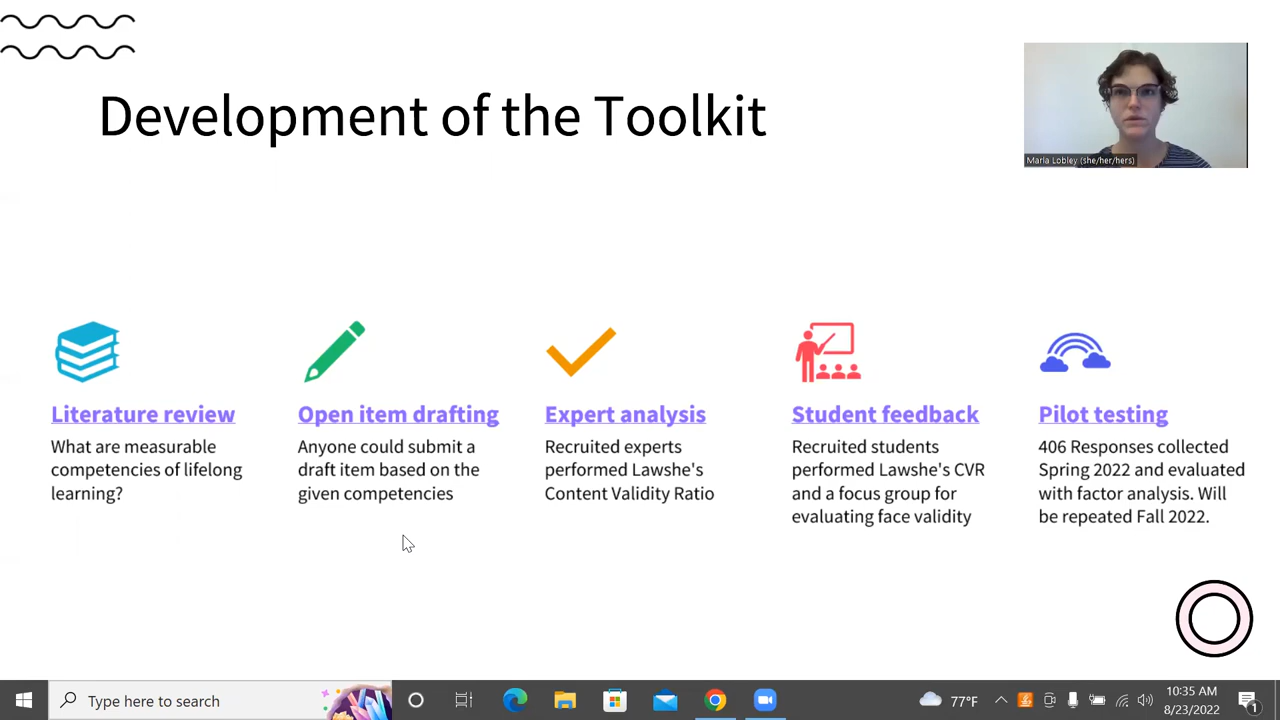 Development of the Toolkit
Marla Lobley (she/her/hers)
Literature review
What are measurable
competencies of lifelong
learning?
Open item drafting
Anyone could submit a
draft item based on the
given competencies
Expert analysis
Recruited experts
performed Lawshe's
Content Validity Ratio
Student feedback
Recruited students
performed Lawshe's CVR
and a focus group for
evaluating face validity
Pilot testing
406 Responses collected
Spring 2022 and evaluated
with factor analysis. Will
be repeated Fall 2022.
Type here to search
77°F
10:35 AM
8/23/2022
1